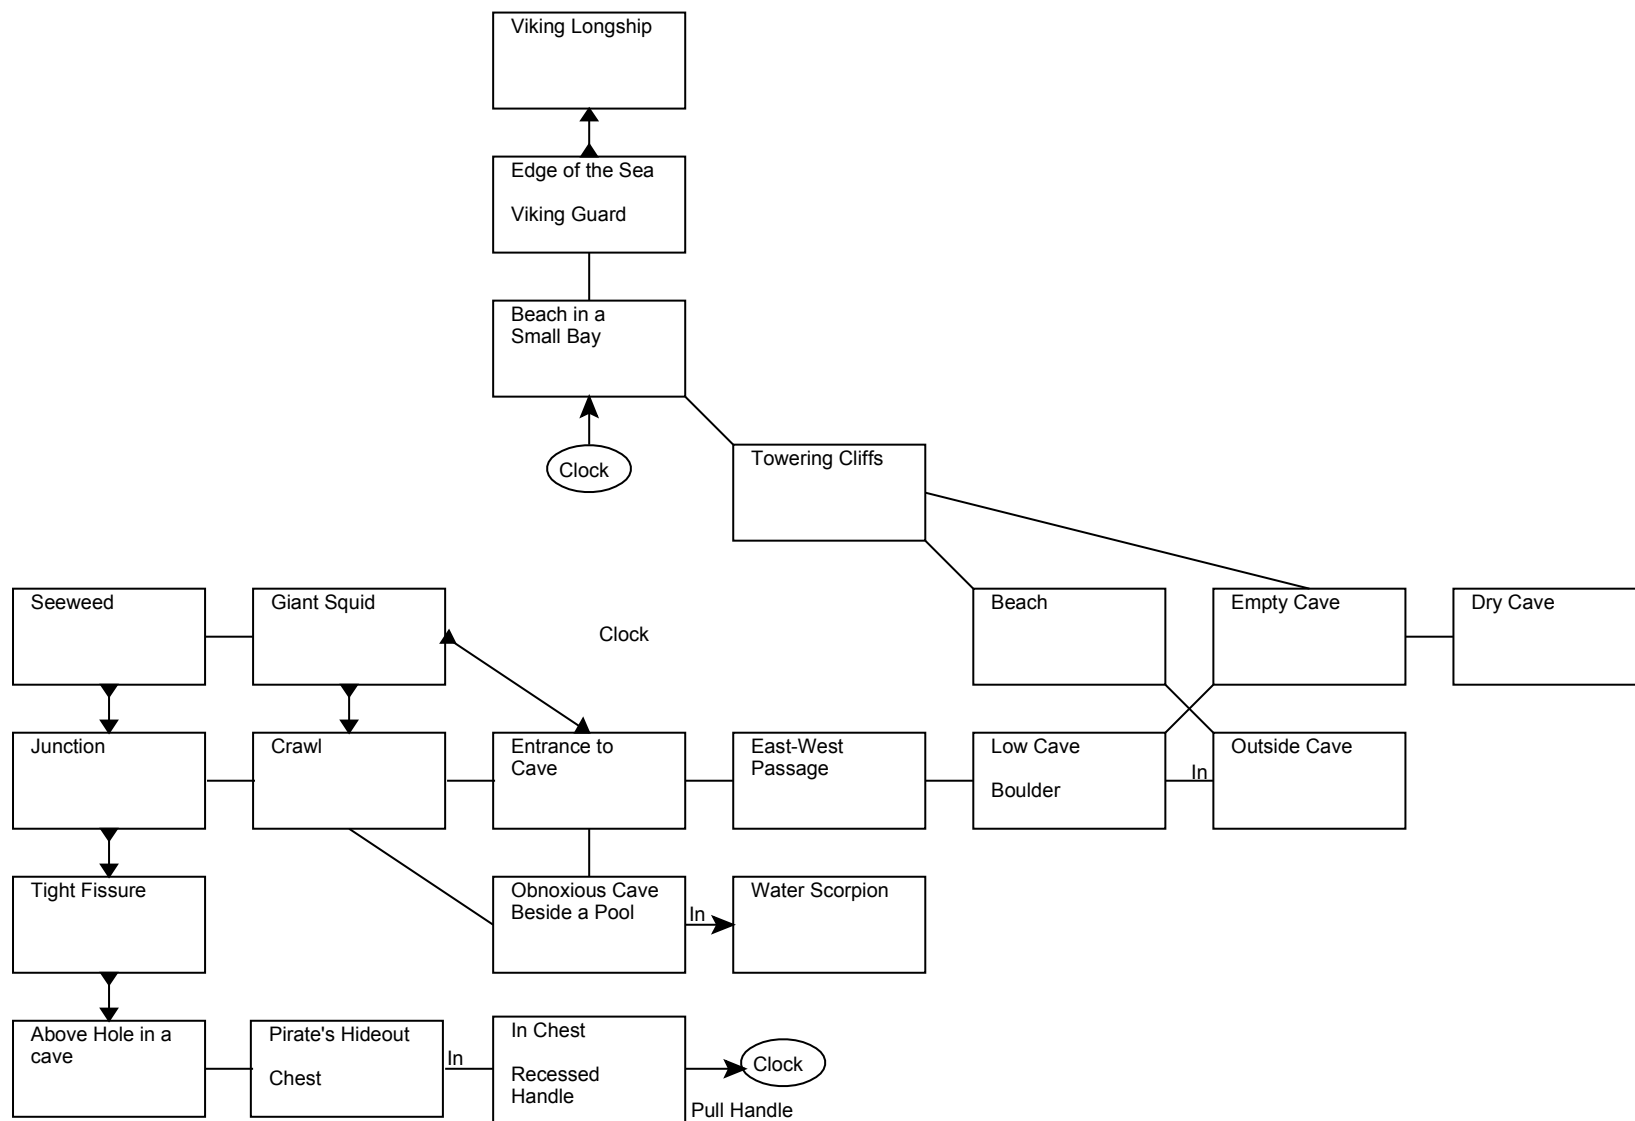 Viking Longship
Edge of the Sea
Viking Guard
Beach in a
Small Bay
Clock
Towering Cliffs
Seeweed
Giant Squid
Clock
Beach
Empty Cave
Dry Cave
Junction
Crawl
Entrance to
Cave
East-West
Passage
Low Cave
Boulder
In
Outside Cave
Tight Fissure
Obnoxious Cave
Beside a Pool
In
Water Scorpion
Above Hole in a
cave
Pirate's Hideout
Chest
In
In Chest
Recessed
Handle
Clock
Pull Handle